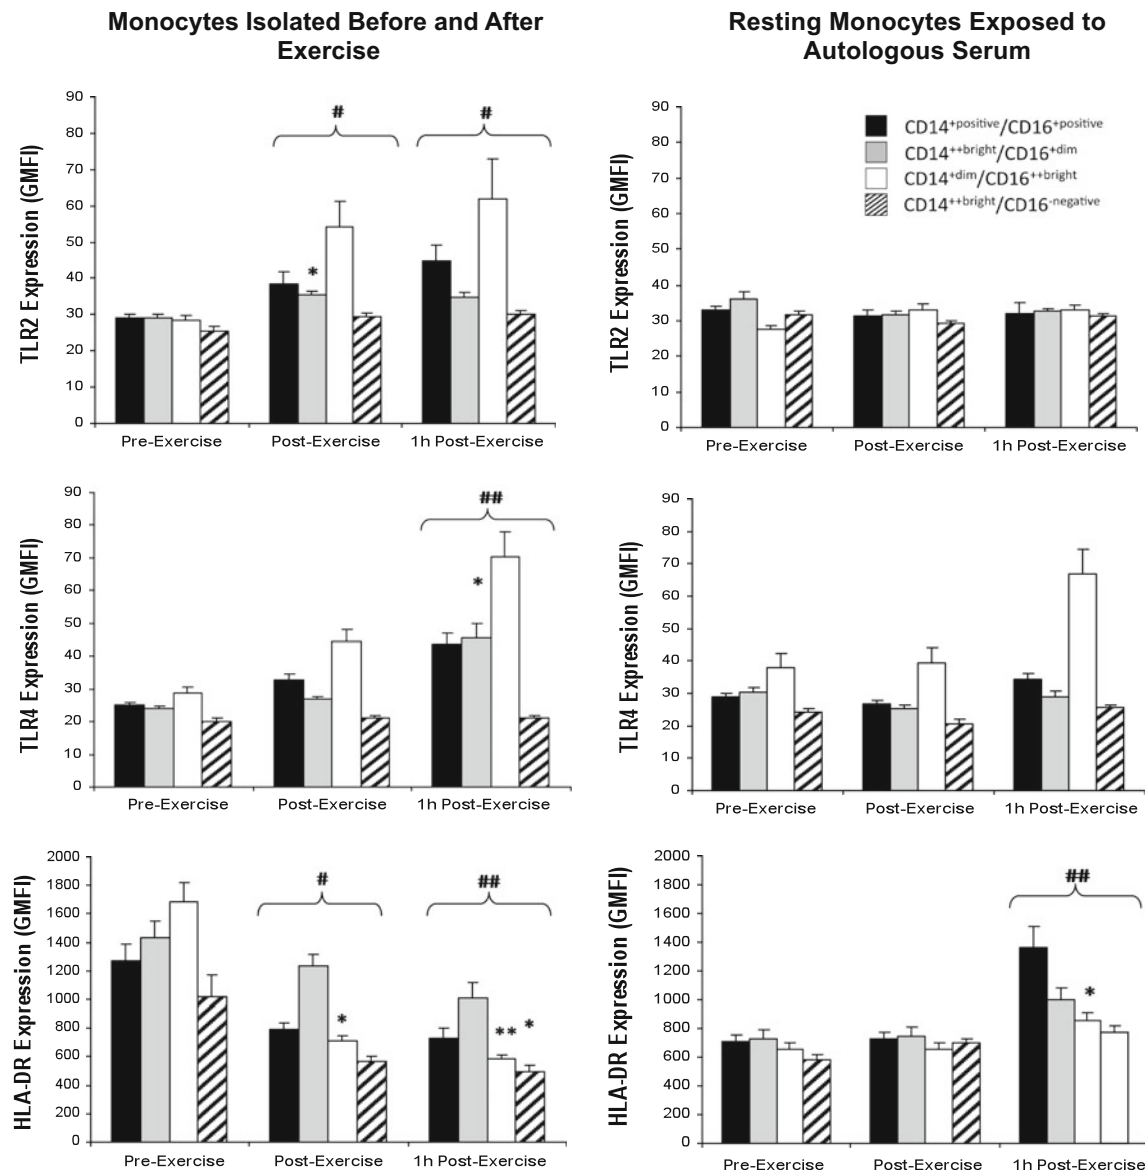 Monocytes Isolated Before and After
Exercise
Resting Monocytes Exposed to
Autologous Serum
TLR2 Expression (GMFI)
90
80
70
60
50
40
30
20
10
0
#
#
*
Pre-Exercise
Post-Exercise
1h Post-Exercise
TLR2 Expression (GMFI)
90
80
70
60
50
40
30
20
10
0
CD14+positive/CD16+positive
CD14++bright/CD16+dim
CD14+dim/CD16++bright
CD14++bright/CD16-negative
Pre-Exercise
Post-Exercise
1h Post-Exercise
TLR4 Expression (GMFI)
90
80
70
60
50
40
30
20
10
0
##
*
Pre-Exercise
Post-Exercise
1h Post-Exercise
TLR4 Expression (GMFI)
90
80
70
60
50
40
30
20
10
0
Pre-Exercise
Post-Exercise
1h Post-Exercise
HLA-DR Expression (GMFI)
2000
1800
1600
1400
1200
1000
800
600
400
200
0
#
##
*
**
*
Pre-Exercise
Post-Exercise
1h Post-Exercise
HLA-DR Expression (GMFI)
2000
1800
1600
1400
1200
1000
800
600
400
200
0
##
*
Pre-Exercise
Post-Exercise
1h Post-Exercise